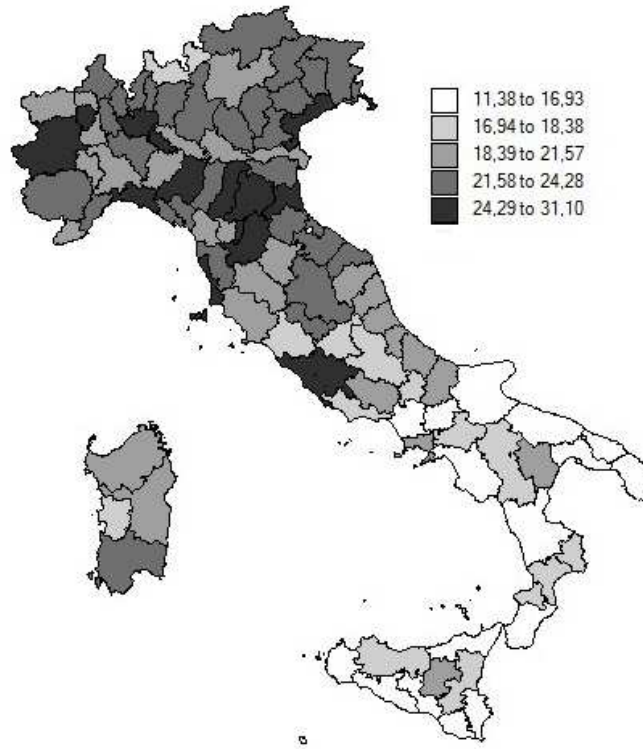 11,38 to 16,93
16,94 to 18,38
18,39 to 21,57
21,58 to 24,28
24,29 to 31,10